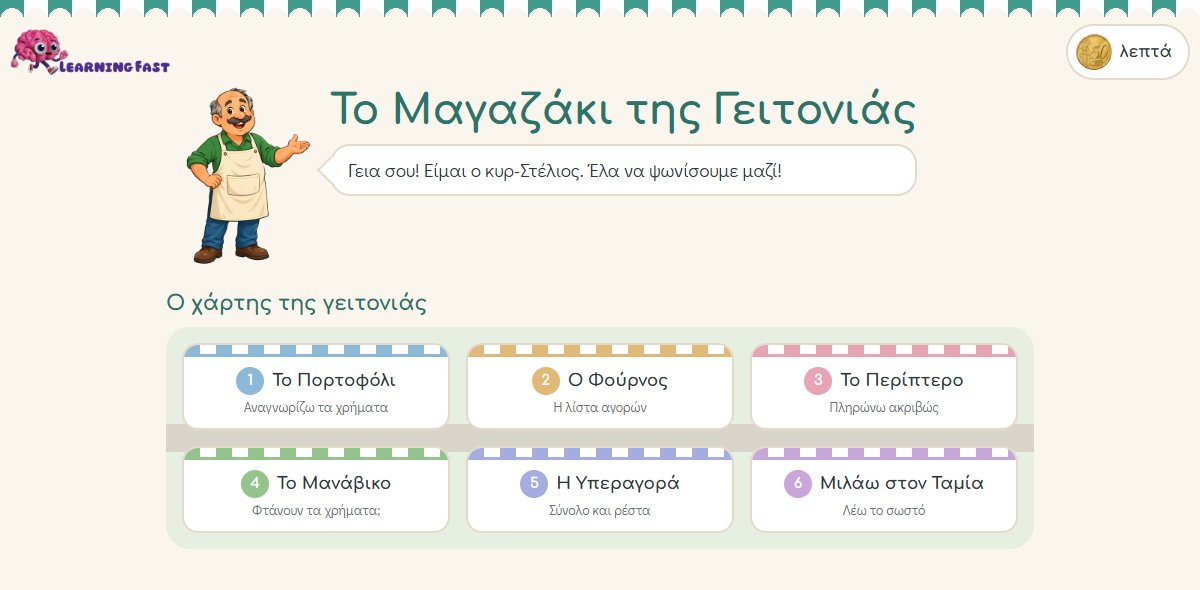 LEARNING FAST
50
λεπτά
Το Μαγαζάκι της Γειτονιάς
Γεια σου! Είμαι ο κυρ-Στέλιος. Έλα να ψωνίσουμε μαζί!
Ο χάρτης της γειτονιάς
1 Το Πορτοφόλι
Αναγνωρίζω τα χρήματα
2 Ο Φούρνος
Η λίστα αγορών
3 Το Περίπτερο
Πληρώνω ακριβώς
4 Το Μανάβικο
Φτάνουν τα χρήματα;
5 Η Υπεραγορά
Σύνολο και ρέστα
6 Μιλάω στον Ταμία
Λέω το σωστό